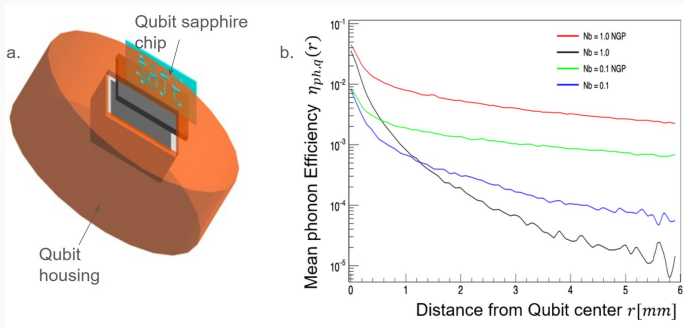 Qubit sapphire
chip
a.
Qubit
housing
b.
Mean phonon Efficiency η_{ph,q}(r)
10⁻¹
10⁻²
10⁻³
10⁻⁴
10⁻⁵
Nb = 1.0 NGP
Nb = 1.0
Nb = 0.1 NGP
Nb = 0.1
0 1 2 3 4 5 6
Distance from Qubit center r[mm]